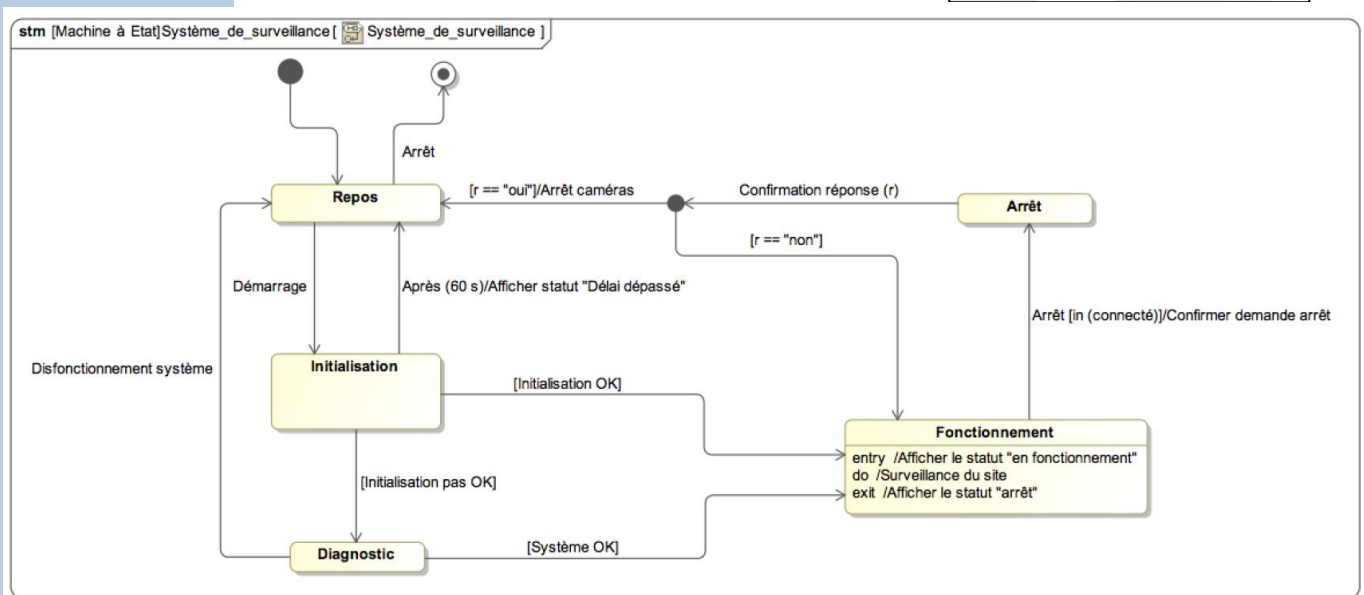 stm [Machine à Etat]Système_de_surveillance[ Système_de_surveillance ]
Arrêt
Repos
[r == "oui"]/Arrêt caméras
Confirmation réponse (r)
Arrêt
[r == "non"]
Démarrage
Après (60 s)/Afficher statut "Délai dépassé"
Arrêt [in (connecté)]/Confirmer demande arrêt
Disfonctionnement système
Initialisation
[Initialisation OK]
Fonctionnement
entry /Afficher le statut "en fonctionnement"
do /Surveillance du site
exit /Afficher le statut "arrêt"
[Initialisation pas OK]
Diagnostic
[Système OK]